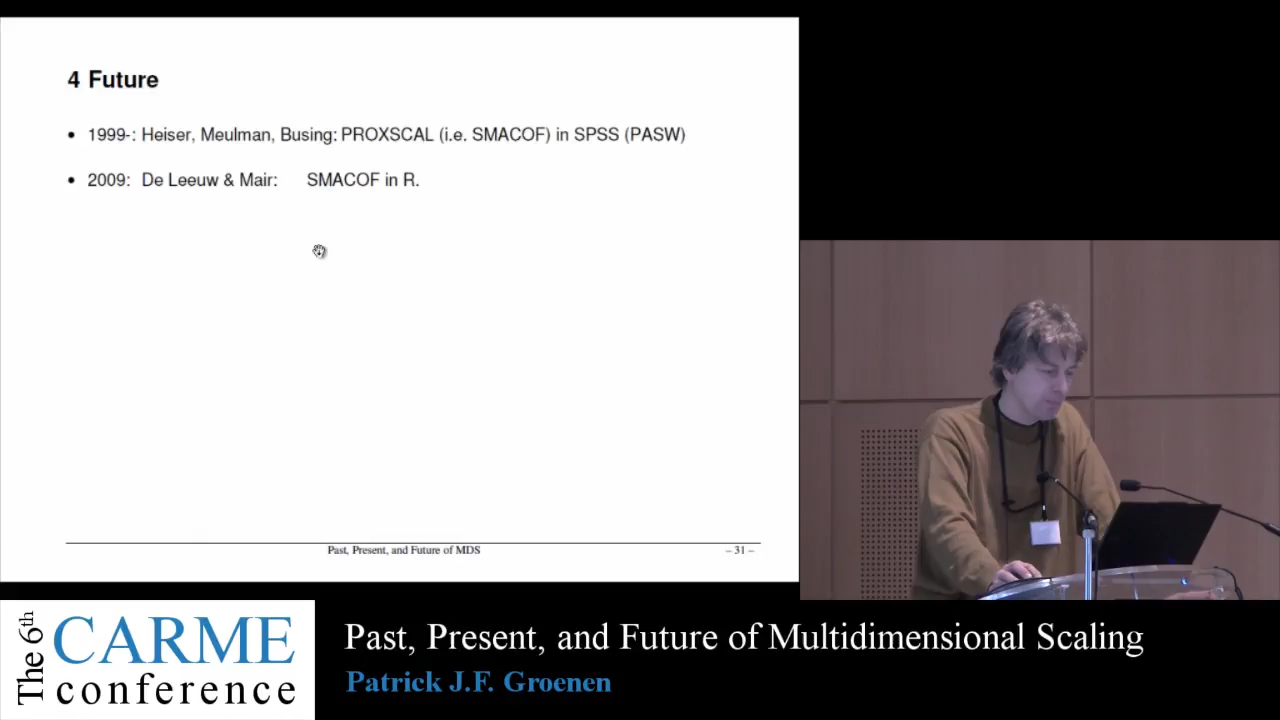 4 Future
• 1999-: Heiser, Meulman, Busing: PROXSCAL (i.e. SMACOF) in SPSS (PASW)
• 2009: De Leeuw & Mair: SMACOF in R.
Past, Present, and Future of MDS – 31 –
The 6th CARME conference
Past, Present, and Future of Multidimensional Scaling
Patrick J.F. Groenen